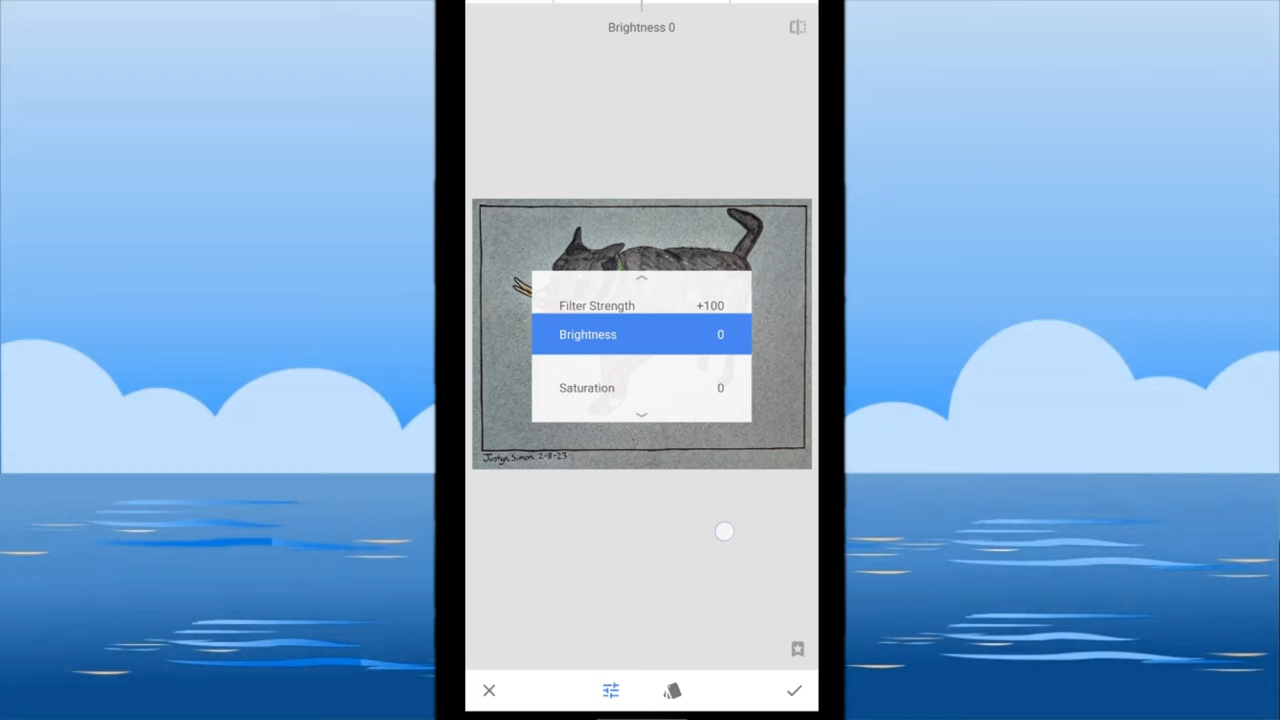 Brightness 0
Filter Strength +100
Brightness 0
Saturation 0
Justyn Simon 2-8-23